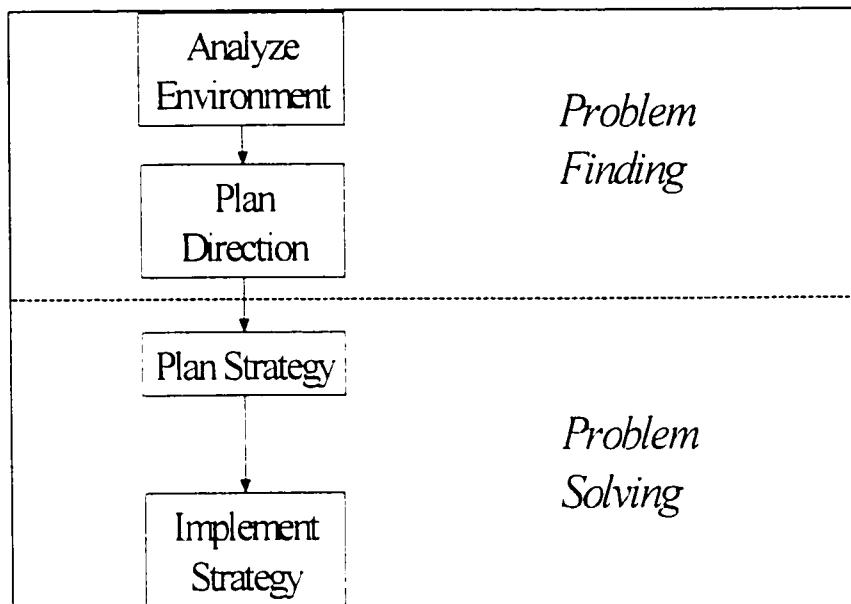 Analyze
Environment
Problem
Finding
Plan
Direction
Plan Strategy
Problem
Solving
Implement
Strategy